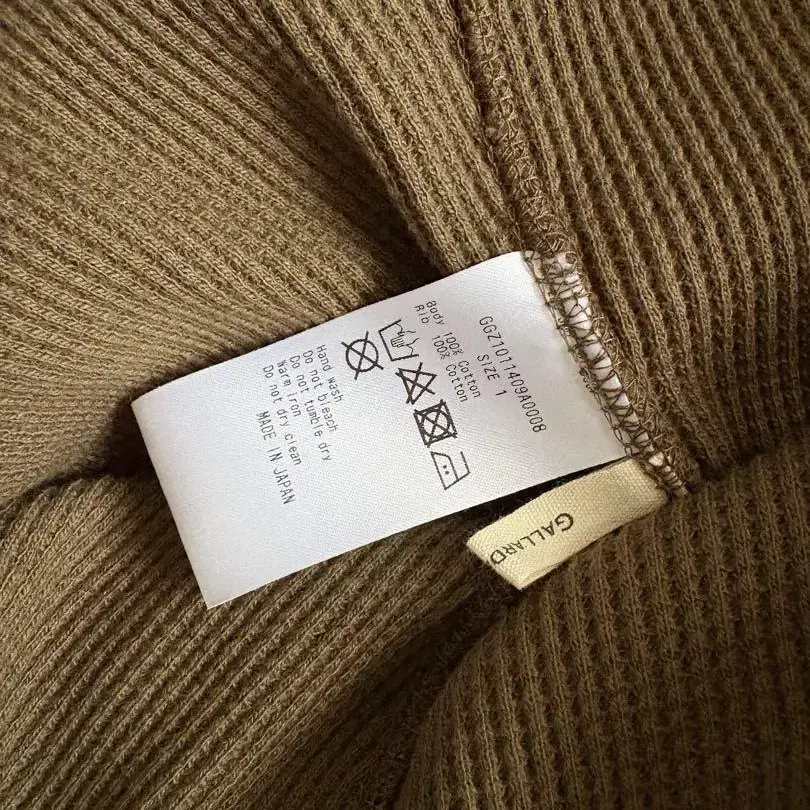 GGZ1011409A0008
SIZE 1
Body 100% Cotton
Rib 100% Cotton
Hand wash
Do not bleach
Do not tumble dry
Warm iron
Do not dry clean
MADE IN JAPAN
GALLARD